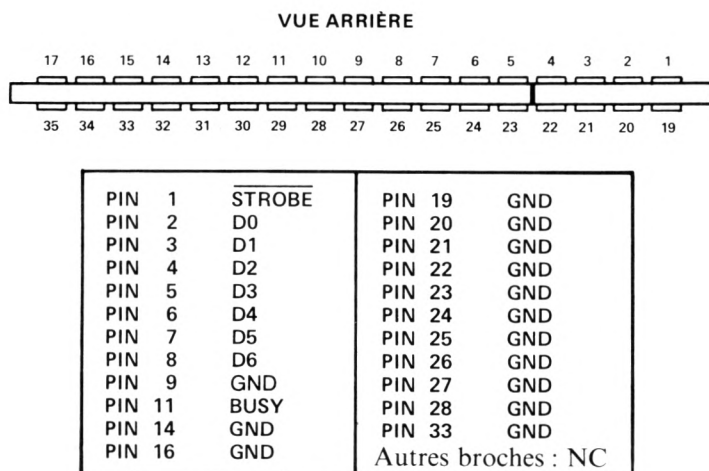 VUE ARRIÈRE
17 16 15 14 13 12 11 10 9 8 7 6 5 4 3 2 1
35 34 33 32 31 30 29 28 27 26 25 24 23 22 21 20 19
PIN 1 STROBE
PIN 2 D0
PIN 3 D1
PIN 4 D2
PIN 5 D3
PIN 6 D4
PIN 7 D5
PIN 8 D6
PIN 9 GND
PIN 11 BUSY
PIN 14 GND
PIN 16 GND
PIN 19 GND
PIN 20 GND
PIN 21 GND
PIN 22 GND
PIN 23 GND
PIN 24 GND
PIN 25 GND
PIN 26 GND
PIN 27 GND
PIN 28 GND
PIN 33 GND
Autres broches : NC